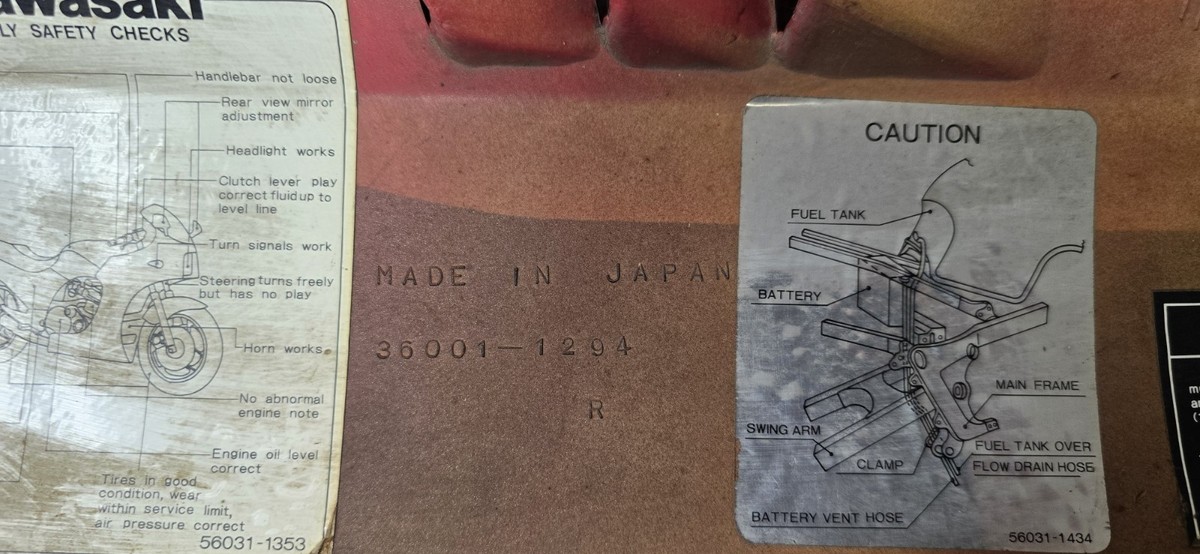 awasaki
LY SAFETY CHECKS
Handlebar not loose
Rear view mirror
adjustment
Headlight works
Clutch lever play
correct fluid up to
level line
Turn signals work
Steering turns freely
but has no play
Horn works
No abnormal
engine note
Engine oil level
correct
Tires in good
condition, wear
within service limit,
air pressure correct
56031-1353
MADE IN JAPAN
36001-1294
R
CAUTION
FUEL TANK
BATTERY
MAIN FRAME
SWING ARM
CLAMP
FUEL TANK OVER
FLOW DRAIN HOSE
BATTERY VENT HOSE
56031-1434